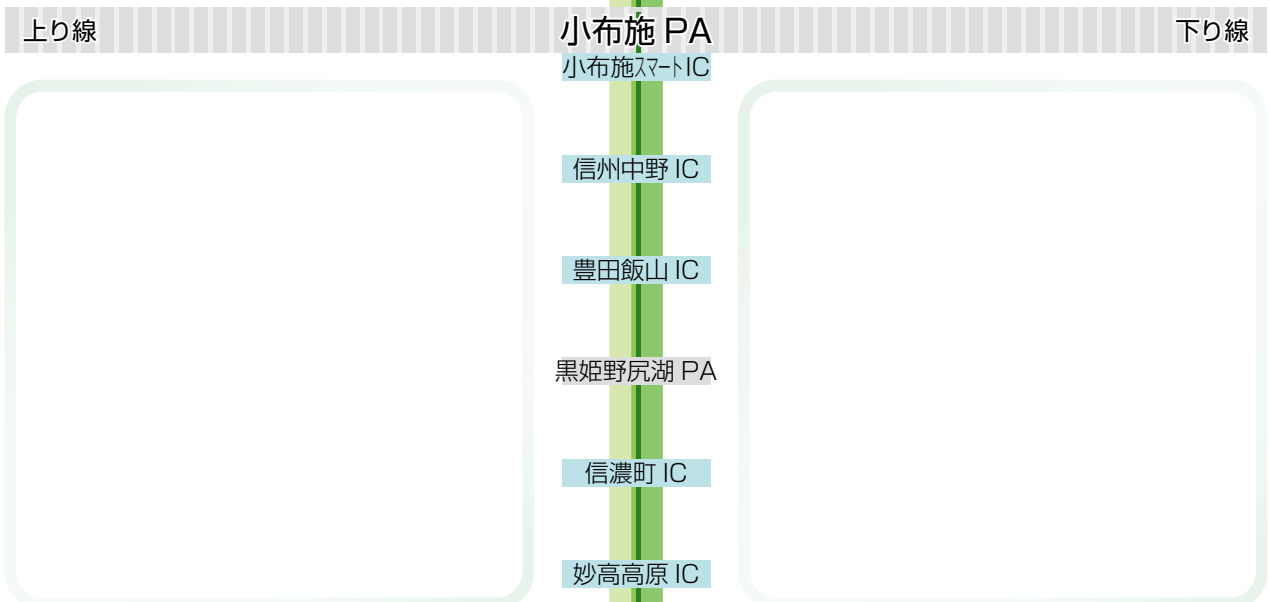 上り線
小布施 PA
下り線
小布施ｽﾏｰﾄIC
信州中野 IC
豊田飯山 IC
黒姫野尻湖 PA
信濃町 IC
妙高高原 IC